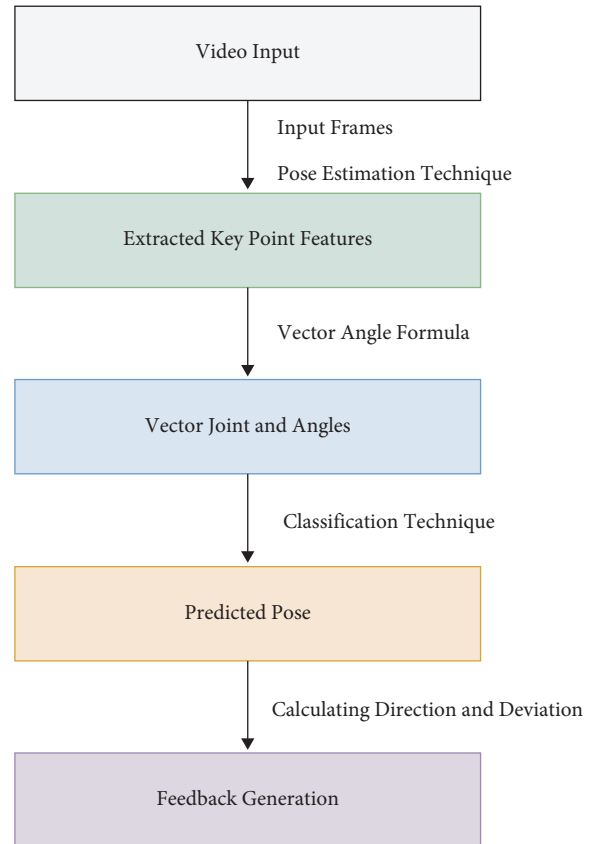 Video Input
Input Frames
Pose Estimation Technique
Extracted Key Point Features
Vector Angle Formula
Vector Joint and Angles
Classification Technique
Predicted Pose
Calculating Direction and Deviation
Feedback Generation